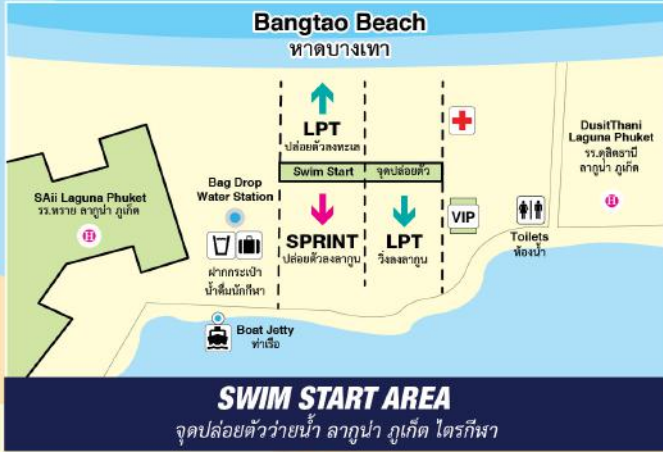 Bangtao Beach
หาดบางเทา
LPT
ปล่อยตัวลงทะเล
Swim Start จุดปล่อยตัว
SPRINT
ปล่อยตัวลงลากูน
LPT
วิ่งลงลากูน
SAii Laguna Phuket
รร.ทราย ลากูน่า ภูเก็ต
H
Bag Drop
Water Station
ฝากกระเป๋า
น้ำดื่มนักกีฬา
Boat Jetty
ท่าเรือ
VIP
Toilets
ห้องน้ำ
DusitThani
Laguna Phuket
รร.ดุสิตธานี
ลากูน่า ภูเก็ต
H
SWIM START AREA
จุดปล่อยตัวว่ายน้ำ ลากูน่า ภูเก็ต ไตรกีฬา